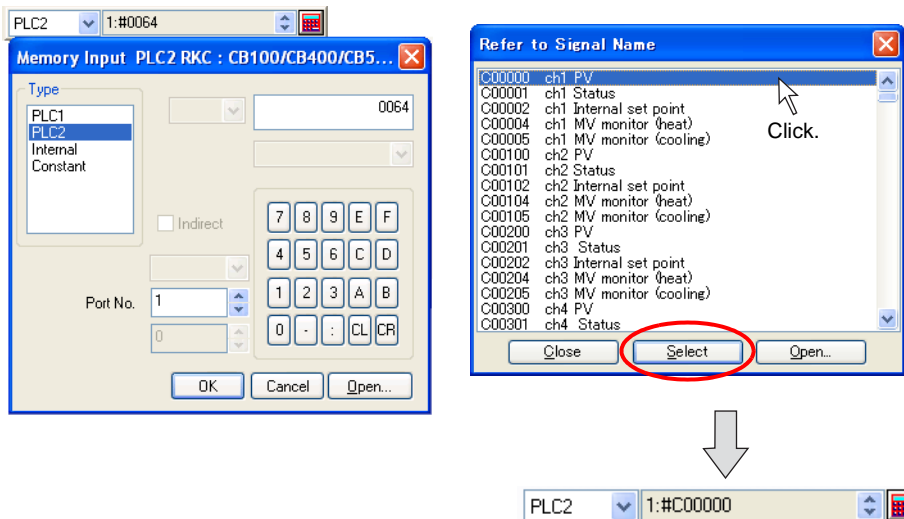 PLC2 1:#0064
Memory Input PLC2 RKC : CB100/CB400/CB5...
Type
PLC1
PLC2
Internal
Constant
0064
Indirect
7 8 9 E F
4 5 6 C D
1 2 3 A B
0 - : CL CR
Port No. 1
0
OK Cancel Open...
Refer to Signal Name
C00000 ch1 PV
C00001 ch1 Status
C00002 ch1 Internal set point
C00004 ch1 MV monitor (heat)
C00005 ch1 MV monitor (cooling)
C00100 ch2 PV
C00101 ch2 Status
C00102 ch2 Internal set point
C00104 ch2 MV monitor (heat)
C00105 ch2 MV monitor (cooling)
C00200 ch3 PV
C00201 ch3 Status
C00202 ch3 Internal set point
C00204 ch3 MV monitor (heat)
C00205 ch3 MV monitor (cooling)
C00300 ch4 PV
C00301 ch4 Status
Click.
Close Select Open...
PLC2 1:#C00000